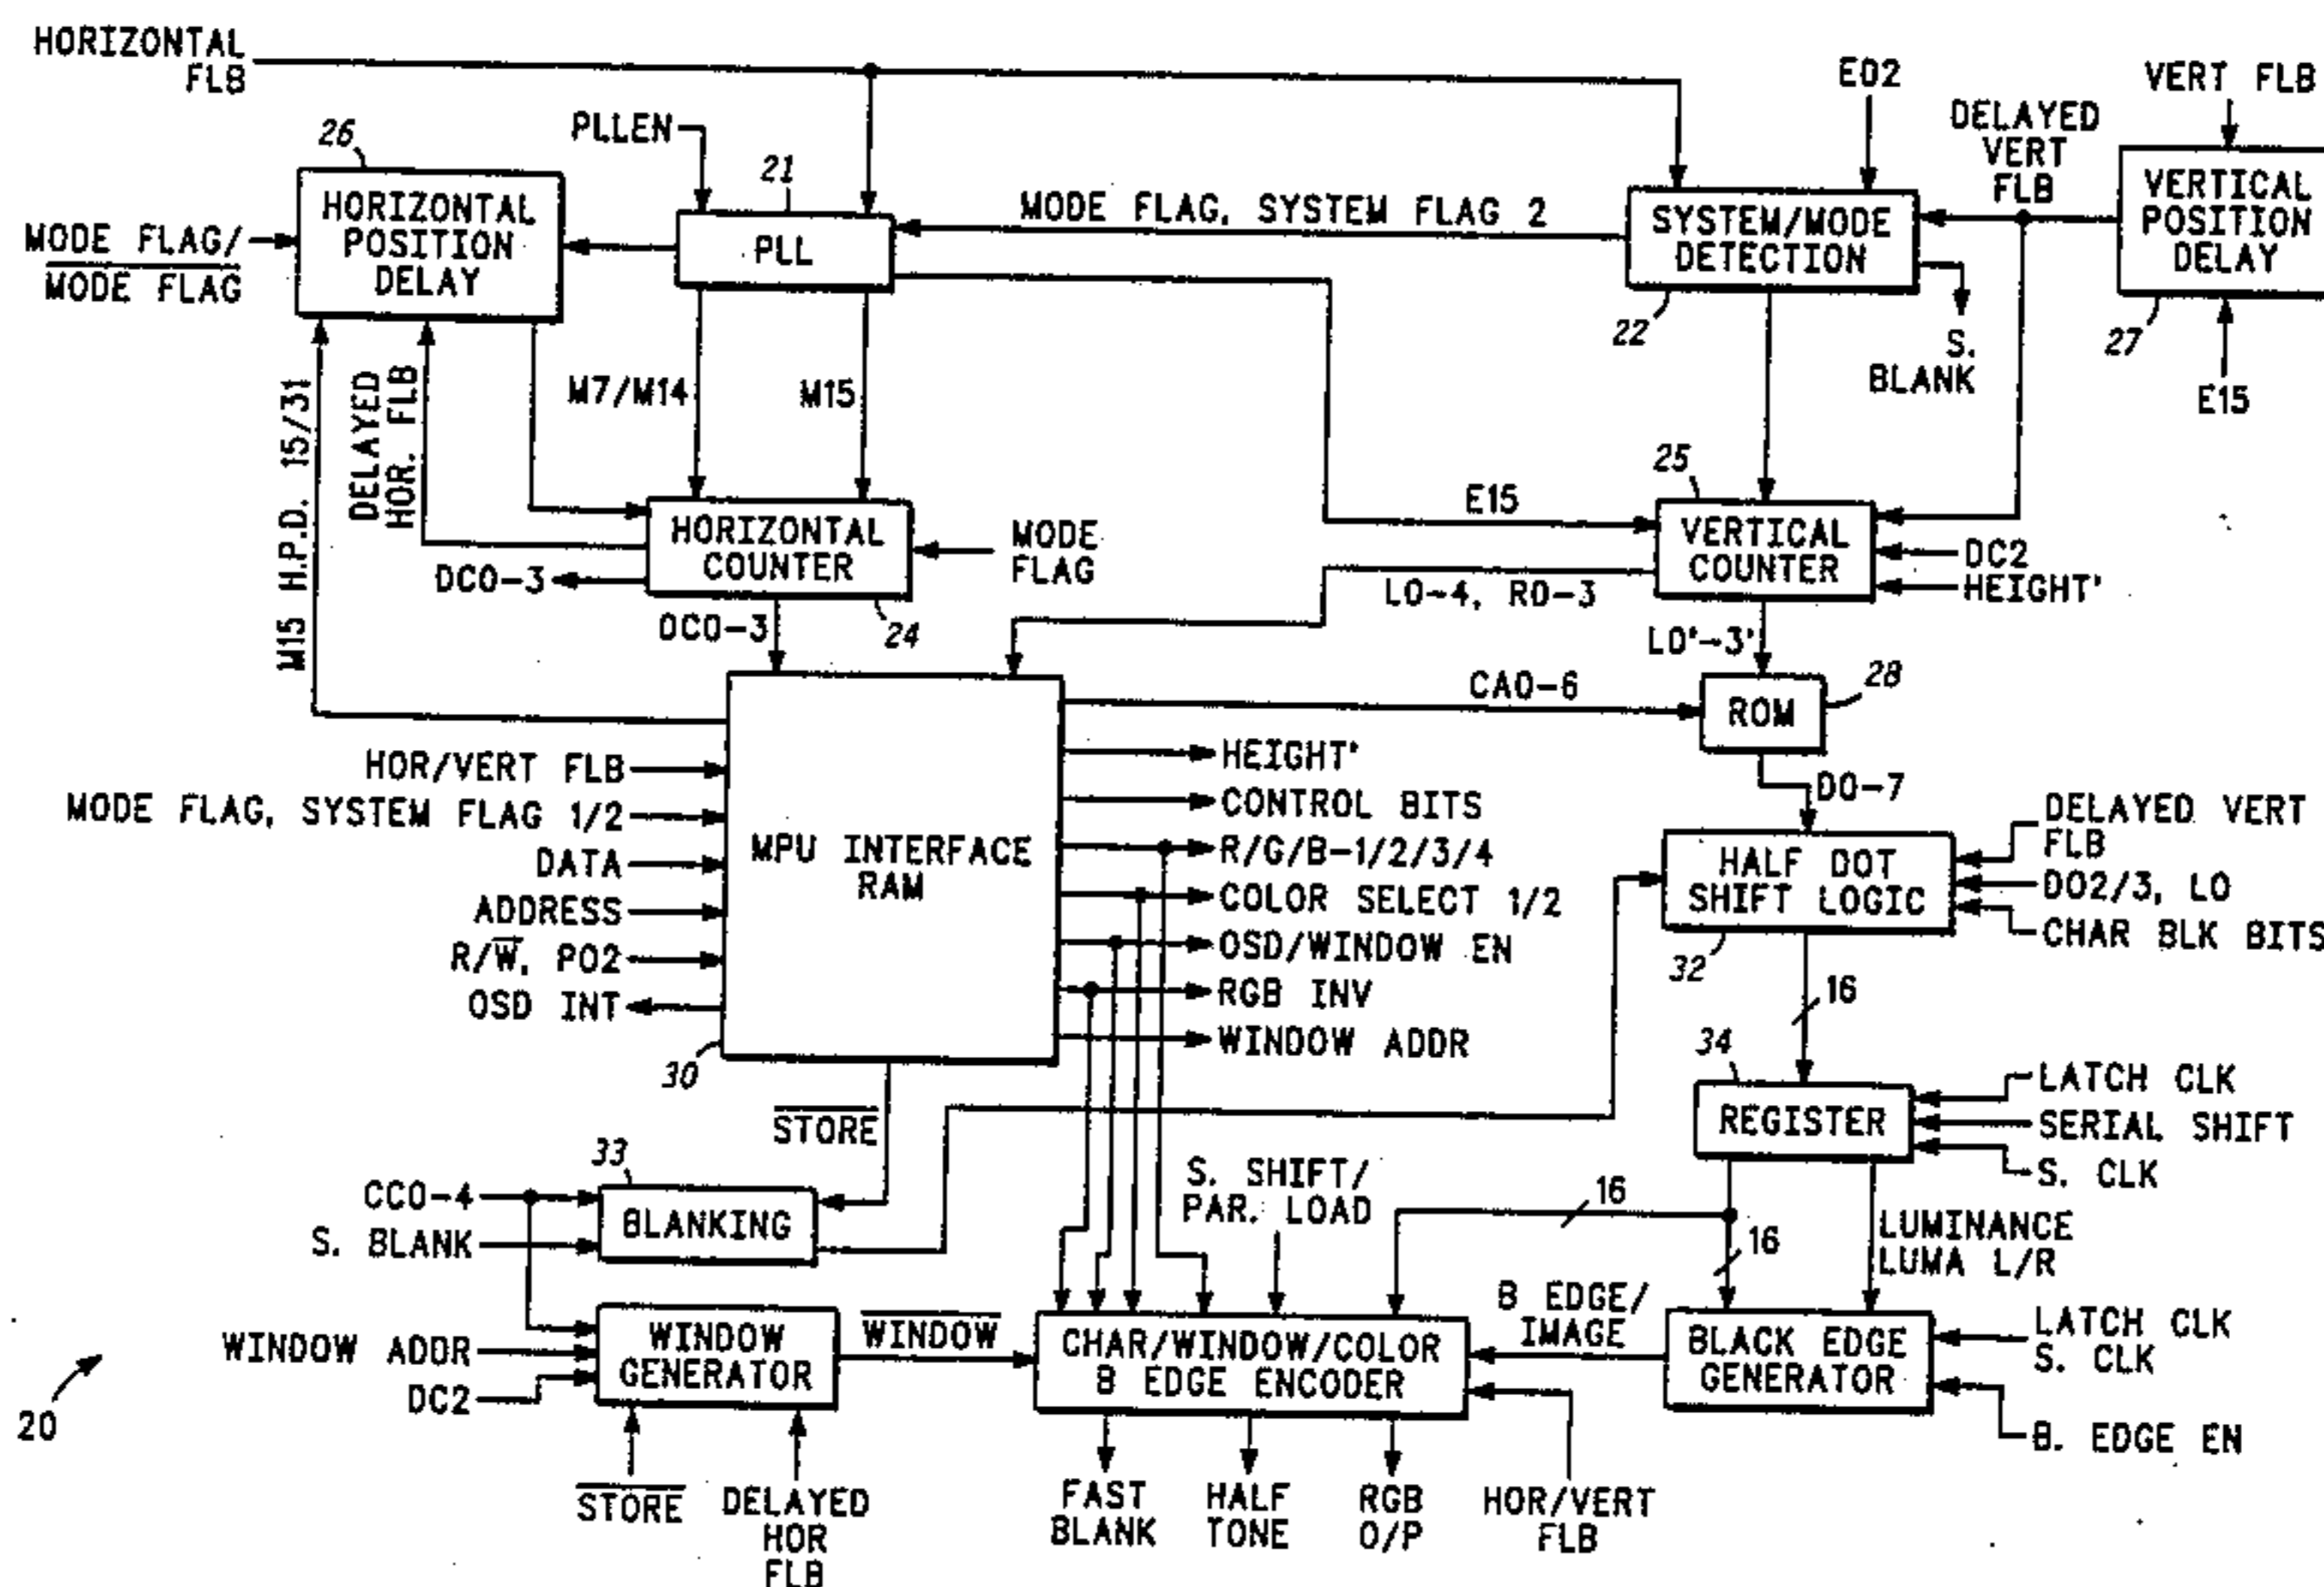 HORIZONTAL
FLB
26
HORIZONTAL
POSITION
DELAY
MODE FLAG/
MODE FLAG
PLLEN
21
PLL
MODE FLAG, SYSTEM FLAG 2
E02
SYSTEM/MODE
DETECTION
22
S.
BLANK
DELAYED
VERT
FLB
VERT FLB
VERTICAL
POSITION
DELAY
27
E15
M15 H.P.D. 15/31
DELAYED
HOR. FLB
M7/M14
M15
HORIZONTAL
COUNTER
24
MODE
FLAG
DC0-3
DC0-3
E15
25
VERTICAL
COUNTER
DC2
HEIGHT'
L0-4, R0-3
L0'-3'
CA0-6
ROM
28
D0-7
HOR/VERT FLB
MODE FLAG, SYSTEM FLAG 1/2
DATA
ADDRESS
R/W, P02
OSD INT
MPU INTERFACE
RAM
30
HEIGHT'
CONTROL BITS
R/G/B-1/2/3/4
COLOR SELECT 1/2
OSD/WINDOW EN
RGB INV
WINDOW ADDR
HALF DOT
SHIFT LOGIC
32
DELAYED VERT
FLB
D02/3, L0
CHAR BLK BITS
16
34
REGISTER
LATCH CLK
SERIAL SHIFT
S. CLK
STORE
33
BLANKING
CC0-4
S. BLANK
S. SHIFT/
PAR. LOAD
16
16
LUMINANCE
LUMA L/R
WINDOW ADDR
DC2
WINDOW
GENERATOR
WINDOW
CHAR/WINDOW/COLOR
B EDGE ENCODER
B EDGE/
IMAGE
BLACK EDGE
GENERATOR
LATCH CLK
S. CLK
B. EDGE EN
20
STORE
DELAYED
HOR
FLB
FAST
BLANK
HALF
TONE
RGB
O/P
HOR/VERT
FLB